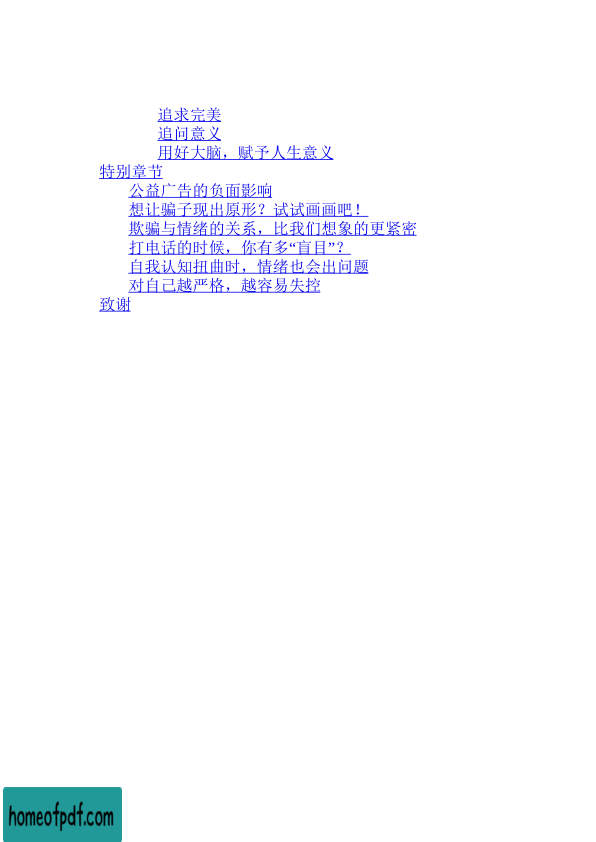 追求完美
追问意义
用好大脑，赋予人生意义
特别章节
公益广告的负面影响
想让骗子现出原形？试试画画吧！
欺骗与情绪的关系，比我们想象的更紧密
打电话的时候，你有多“盲目”？
自我认知扭曲时，情绪也会出问题
对自己越严格，越容易失控
致谢
homeofpdf.com